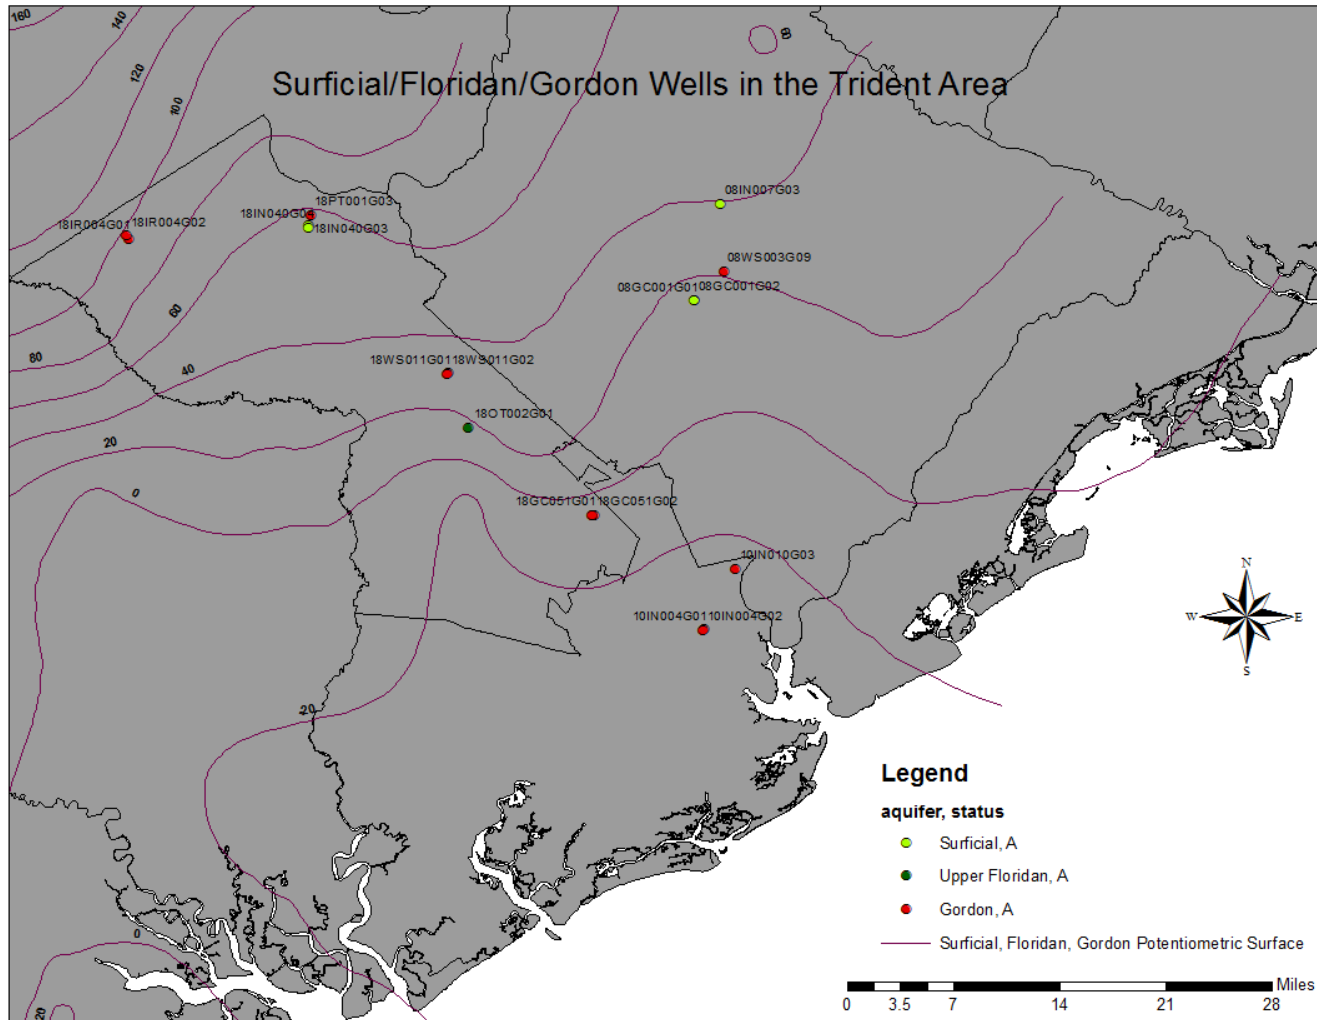 160
140
60
120
Surficial/Floridan/Gordon Wells in the Trident Area
100
08IN007G03
18PT001G03
18IN040G04
18IR004G01 18IR004G02
18IN040G03
08WS003G09
08GC001G01 08GC001G02
60
80
40
18WS011G01 18WS011G02
18OT002G01
20
0
18GC051G01 18GC051G02
10IN010G03
N
10IN004G01 10IN004G02
W E
S
-20
Legend
aquifer, status
Surficial, A
Upper Floridan, A
Gordon, A
0
Surficial, Floridan, Gordon Potentiometric Surface
Miles
0 3.5 7 14 21 28
20